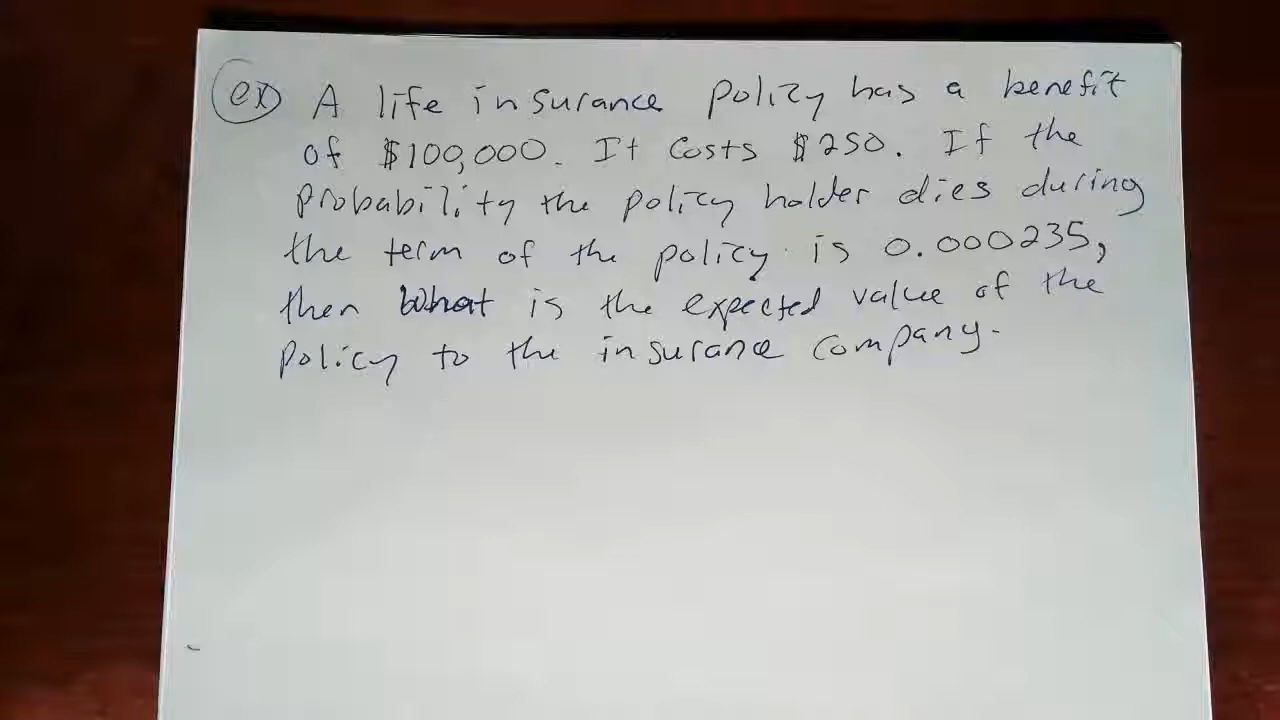 ex) A life insurance policy has a benefit
of $100,000. It costs $250. If the
probability the policy holder dies during
the term of the policy is 0.000235,
then what is the expected value of the
policy to the insurance company.